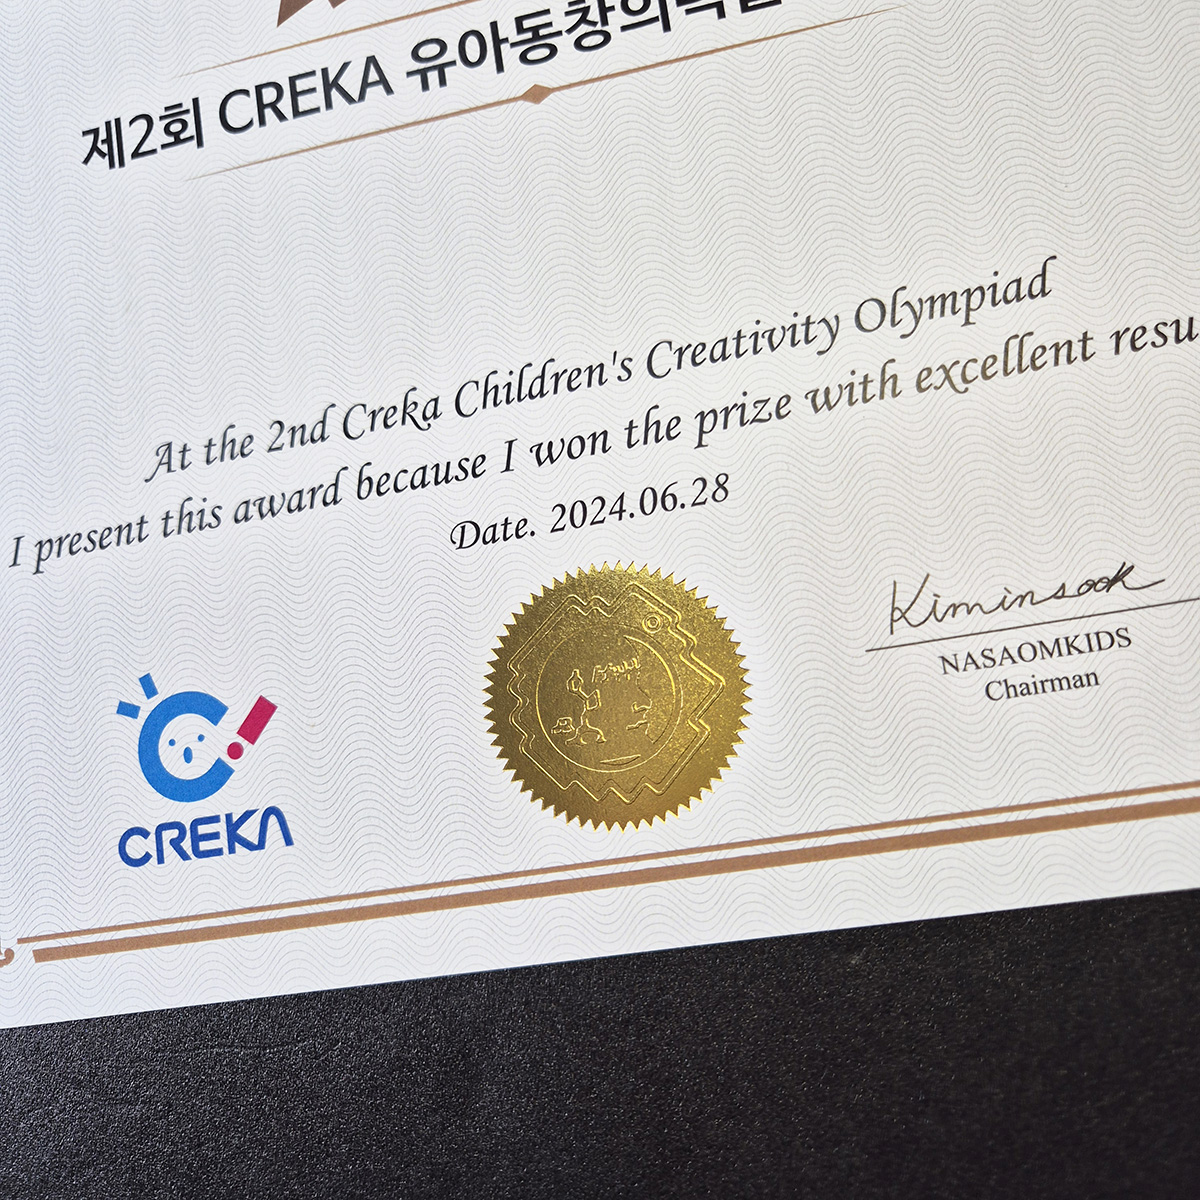 제2회 CREKA 유아동창의력
At the 2nd Creka Children's Creativity Olympiad
I present this award because I won the prize with excellent resu
Date. 2024.06.28
Kiminsook
NASAOMKIDS
Chairman
CREKA